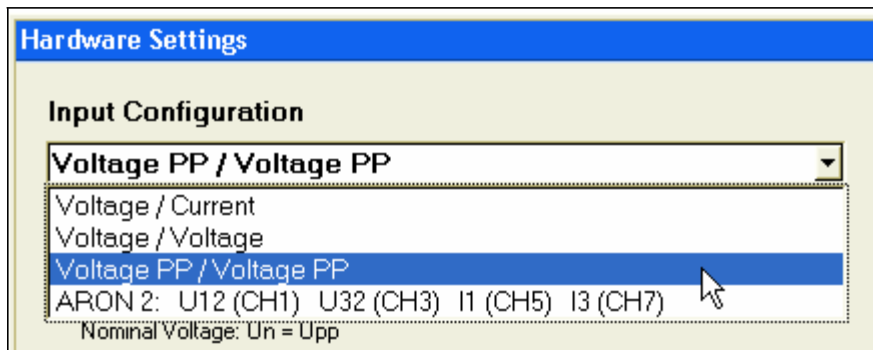 Hardware Settings
Input Configuration
Voltage PP / Voltage PP
Voltage / Current
Voltage / Voltage
Voltage PP / Voltage PP
ARON 2: U12 (CH1) U32 (CH3) I1 (CH5) I3 (CH7)
Nominal Voltage: Un = Upp